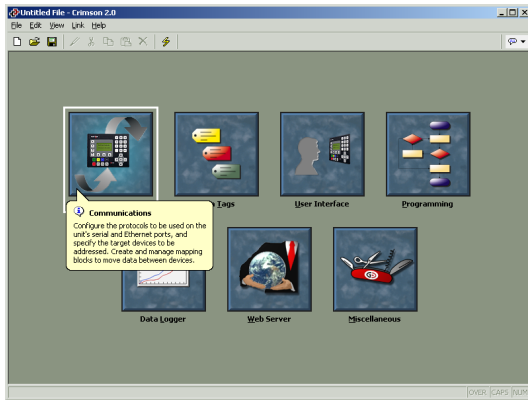 Untitled File - Crimson 2.0
File Edit View Link Help
Tags
User Interface
Programming
Communications
Configure the protocols to be used on the
unit's serial and Ethernet ports, and
specify the target devices to be
addressed. Create and manage mapping
blocks to move data between devices.
Data Logger
Web Server
Miscellaneous
OVER CAPS NUM